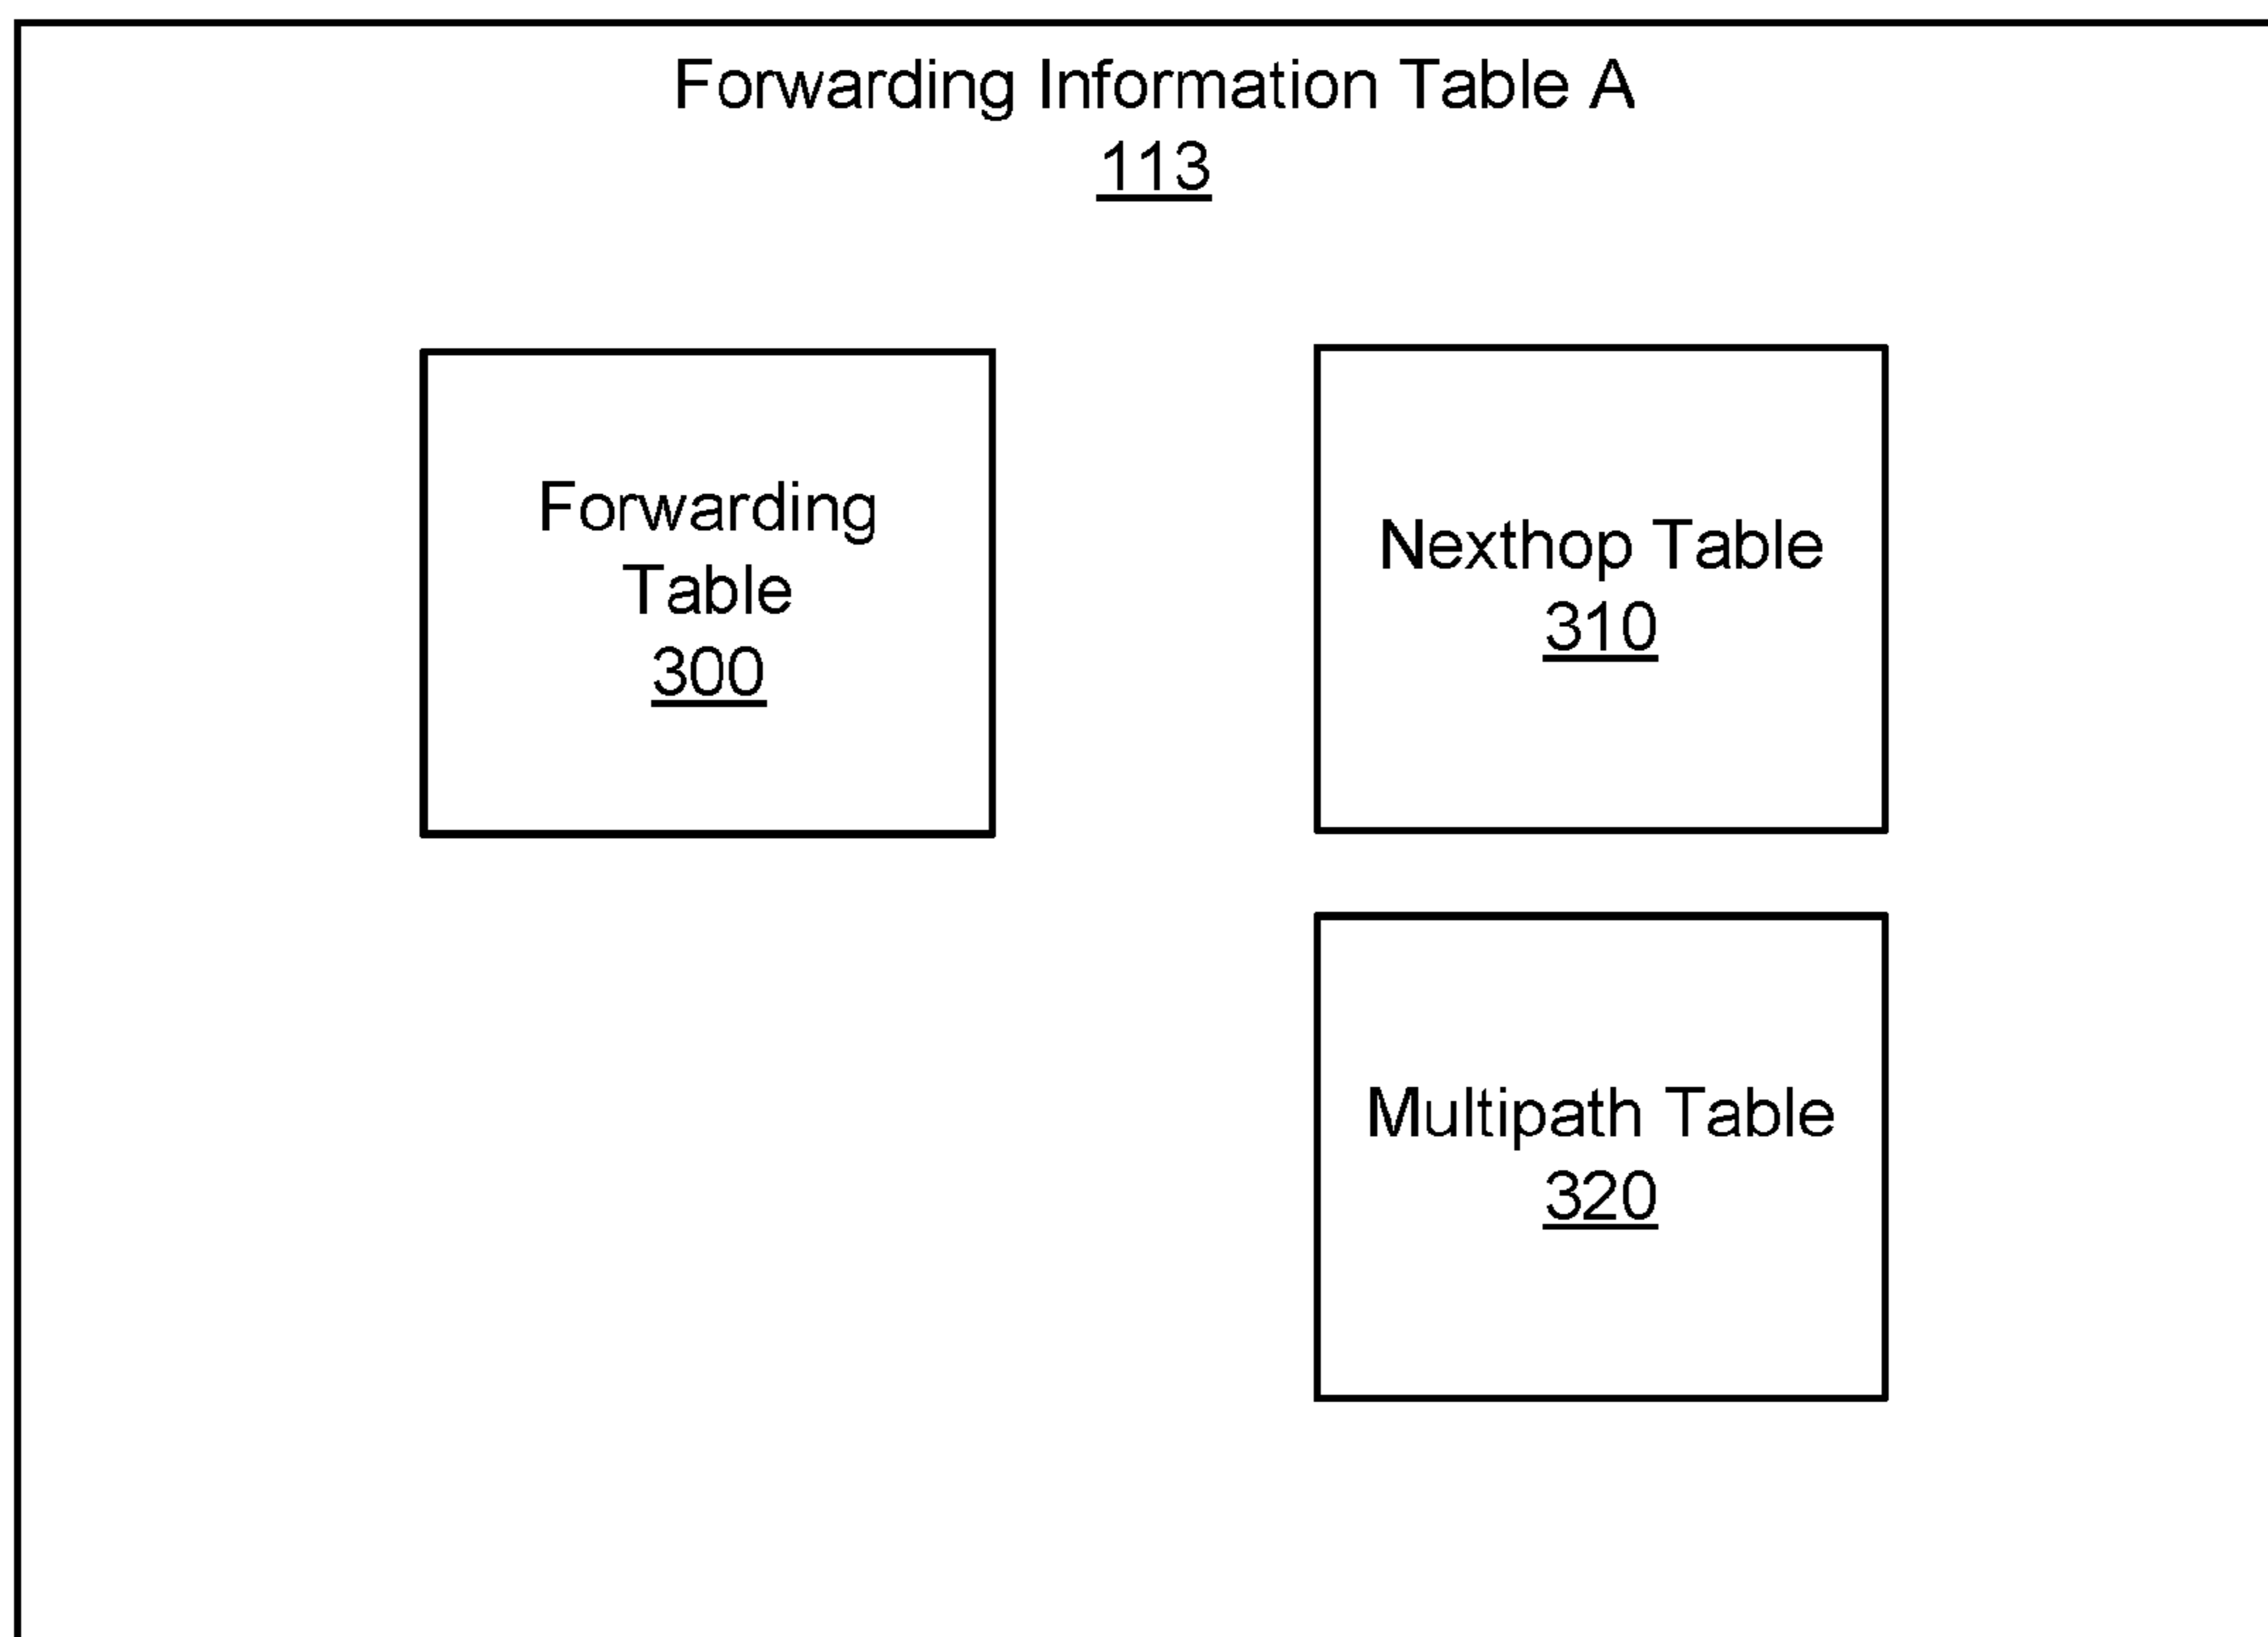 Forwarding Information Table A
113
Forwarding
Table
300
Nexthop Table
310
Multipath Table
320